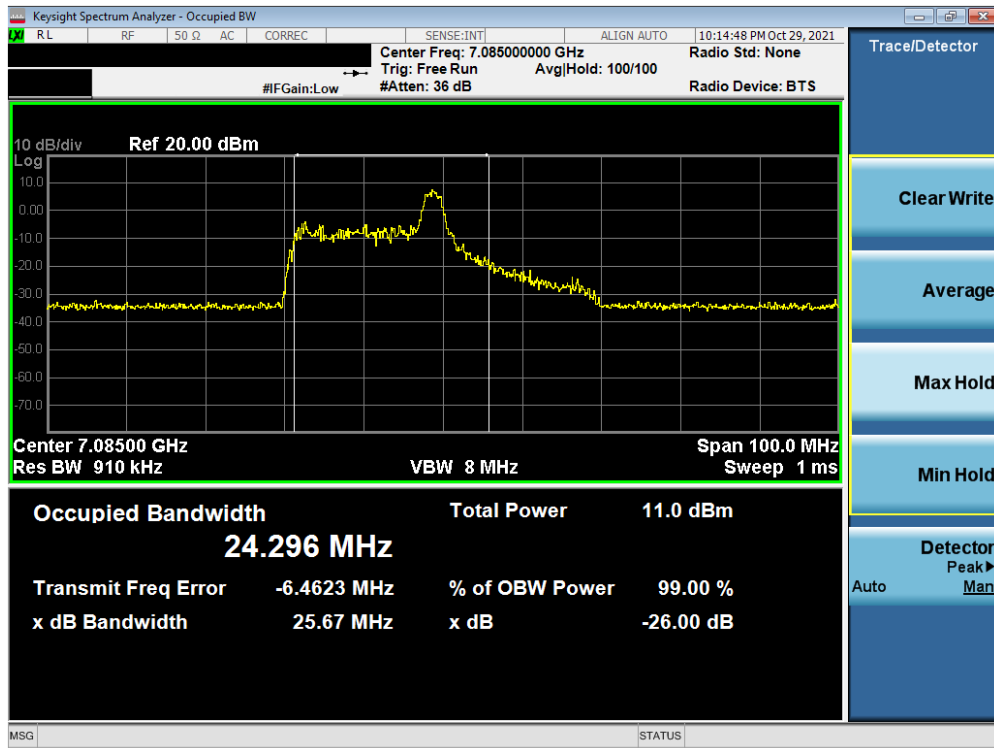 Keysight Spectrum Analyzer - Occupied BW
LXI RL RF 50 Ω AC CORREC SENSE:INT ALIGN AUTO 10:14:48 PM Oct 29, 2021
Center Freq: 7.085000000 GHz Radio Std: None
Trig: Free Run Avg|Hold: 100/100
#IFGain:Low #Atten: 36 dB Radio Device: BTS
Trace/Detector
10 dB/div Ref 20.00 dBm
Log
10.0
0.00
-10.0
-20.0
-30.0
-40.0
-50.0
-60.0
-70.0
Center 7.08500 GHz Span 100.0 MHz
Res BW 910 kHz VBW 8 MHz Sweep 1 ms
Occupied Bandwidth Total Power 11.0 dBm
24.296 MHz
Transmit Freq Error -6.4623 MHz % of OBW Power 99.00 %
x dB Bandwidth 25.67 MHz x dB -26.00 dB
Clear Write
Average
Max Hold
Min Hold
Detector
Peak▶
Auto Man
MSG STATUS